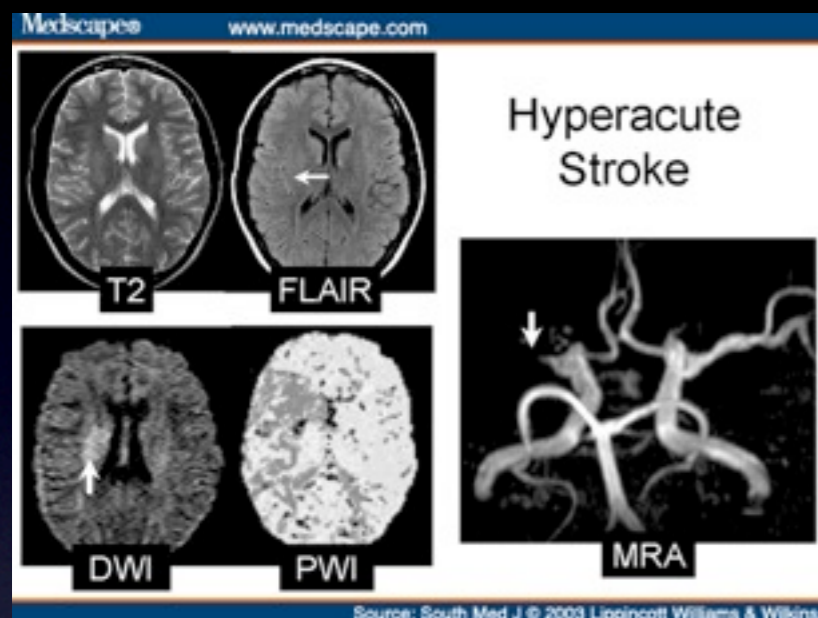 Medscape® www.medscape.com
Hyperacute
Stroke
T2
FLAIR
DWI
PWI
MRA
Source: South Med J © 2003 Lippincott Williams & Wilkins